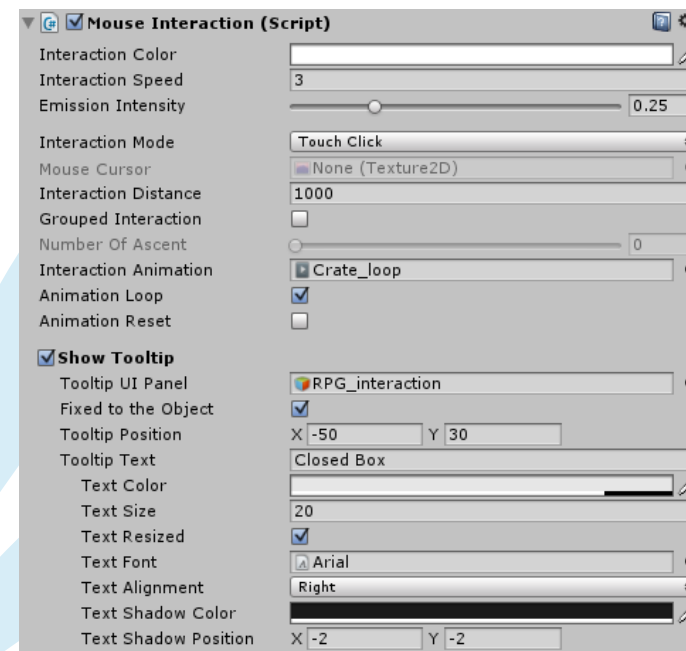 Mouse Interaction (Script)
Interaction Color
Interaction Speed 3
Emission Intensity 0.25
Interaction Mode Touch Click
Mouse Cursor None (Texture2D)
Interaction Distance 1000
Grouped Interaction
Number Of Ascent 0
Interaction Animation Crate_loop
Animation Loop
Animation Reset
Show Tooltip
Tooltip UI Panel RPG_interaction
Fixed to the Object
Tooltip Position X -50 Y 30
Tooltip Text Closed Box
Text Color
Text Size 20
Text Resized
Text Font Arial
Text Alignment Right
Text Shadow Color
Text Shadow Position X -2 Y -2